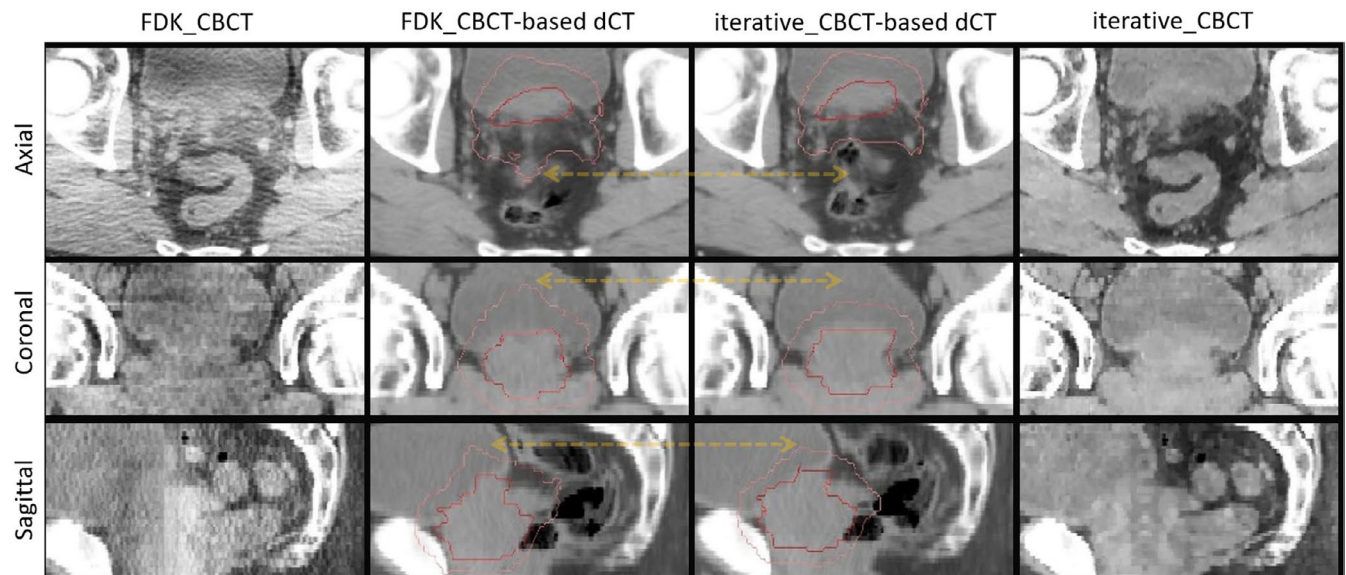 FDK_CBCT
FDK_CBCT-based dCT
iterative_CBCT-based dCT
iterative_CBCT
Axial
Coronal
Sagittal